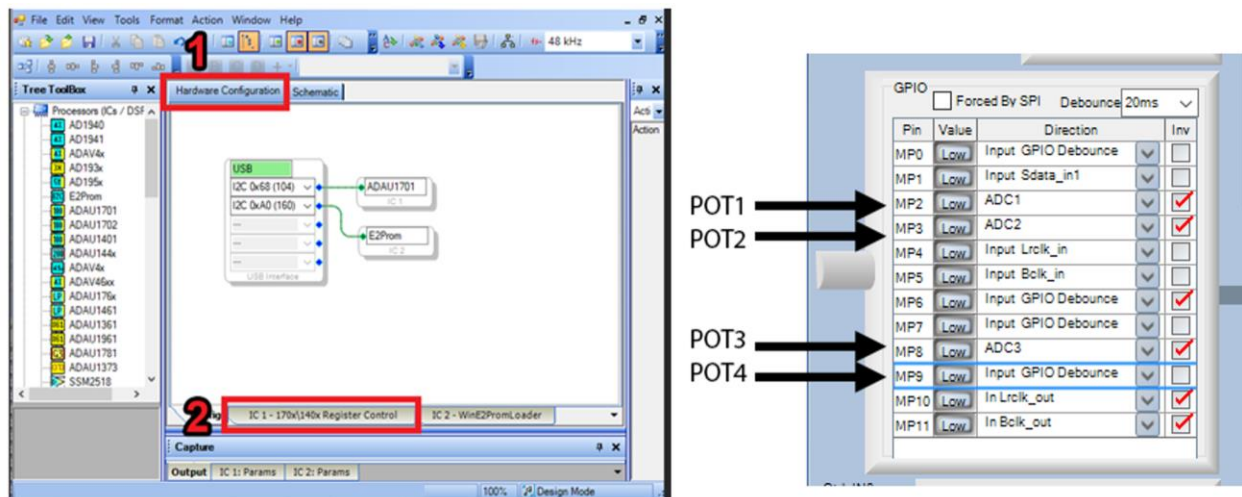 File Edit View Tools Format Action Window Help
48 kHz
1
Tree ToolBox
Processors (ICs / DSP
AD1940
AD1941
ADAV4x
AD193x
AD195x
E2Prom
ADAU1701
ADAU1702
ADAU1401
ADAU144x
ADAV4x
ADAV46xx
ADAU176x
ADAU1461
ADAU1361
ADAU1961
ADAU1781
ADAU1373
SSM2518
Hardware Configuration Schematic
USB
I2C 0x68 (104)
I2C 0xA0 (160)
---
---
---
USB Interface
ADAU1701
IC 1
E2Prom
IC 2
Acti
Action
2
IC 1 - 170x\140x Register Control IC 2 - WinE2PromLoader
Capture
Output IC 1: Params IC 2: Params
100% Design Mode
POT1
POT2
POT3
POT4
GPIO
Forced By SPI Debounce 20ms
Pin Value Direction Inv
MP0 Low Input GPIO Debounce
MP1 Low Input Sdata_in1
MP2 Low ADC1
MP3 Low ADC2
MP4 Low Input Lrclk_in
MP5 Low Input Bclk_in
MP6 Low Input GPIO Debounce
MP7 Low Input GPIO Debounce
MP8 Low ADC3
MP9 Low Input GPIO Debounce
MP10 Low In Lrclk_out
MP11 Low In Bclk_out